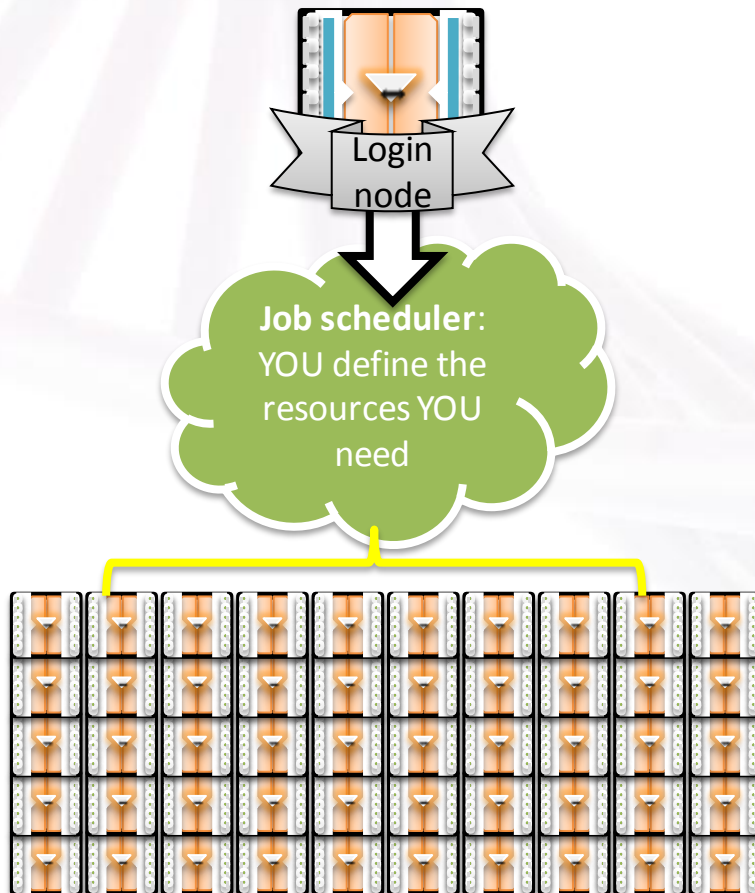 Login
node
Job scheduler:
YOU define the
resources YOU
need